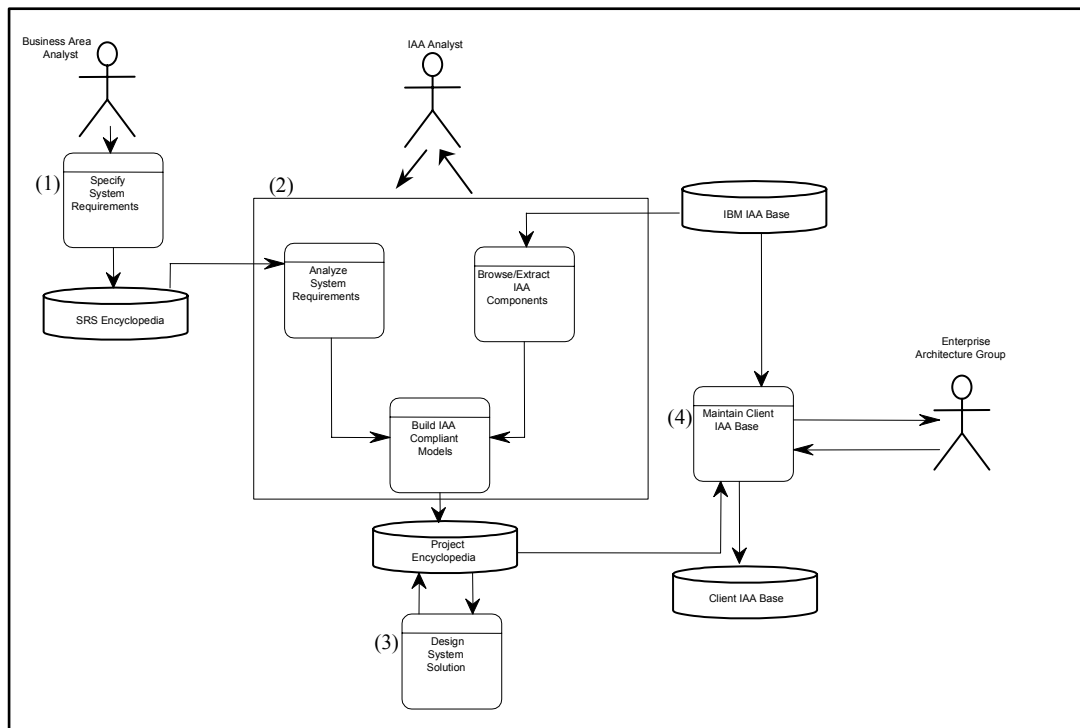 Business Area
Analyst
IAA Analyst
(1)
Specify
System
Requirements
(2)
IBM IAA Base
Analyze
System
Requirements
Browse/Extract
IAA
Components
SRS Encyclopedia
Enterprise
Architecture Group
Build IAA
Compliant
Models
(4)
Maintain Client
IAA Base
Project
Encyclopedia
Client IAA Base
(3)
Design
System
Solution